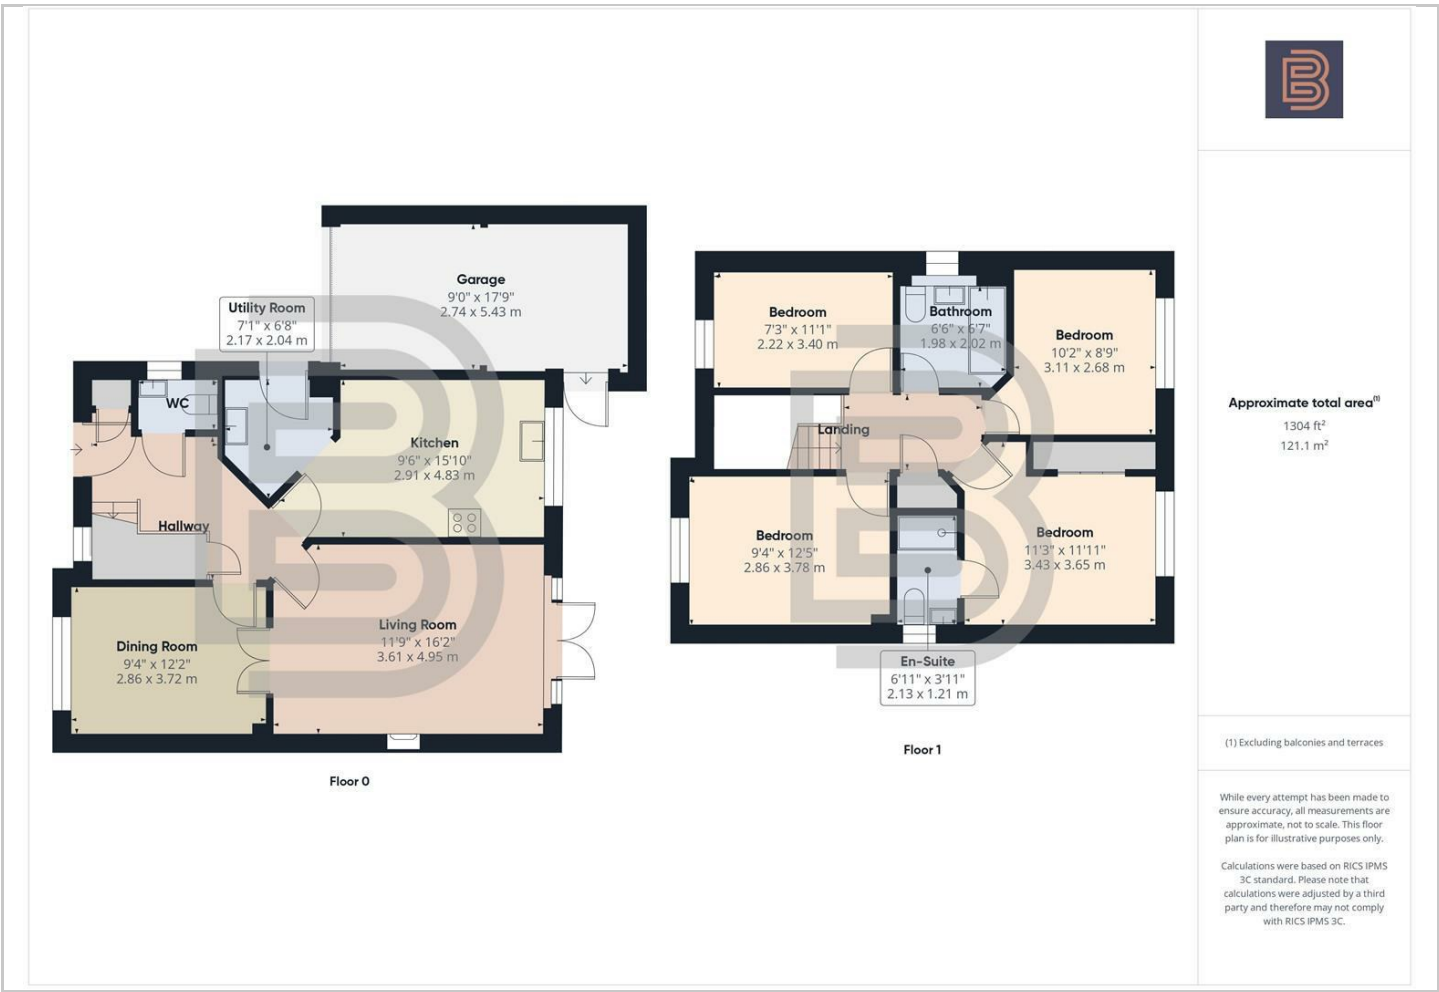 Garage
9'0" x 17'9"
2.74 x 5.43 m
Utility Room
7'1" x 6'8"
2.17 x 2.04 m
WC
Kitchen
9'6" x 15'10"
2.91 x 4.83 m
Hallway
Living Room
11'9" x 16'2"
3.61 x 4.95 m
Dining Room
9'4" x 12'2"
2.86 x 3.72 m
Floor 0
Bedroom
7'3" x 11'1"
2.22 x 3.40 m
Bathroom
6'6" x 6'7"
1.98 x 2.02 m
Bedroom
10'2" x 8'9"
3.11 x 2.68 m
Landing
Bedroom
9'4" x 12'5"
2.86 x 3.78 m
Bedroom
11'3" x 11'11"
3.43 x 3.65 m
En-Suite
6'11" x 3'11"
2.13 x 1.21 m
Floor 1
B
Approximate total area(1)
1304 ft²
121.1 m²
(1) Excluding balconies and terraces
While every attempt has been made to
ensure accuracy, all measurements are
approximate, not to scale. This floor
plan is for illustrative purposes only.
Calculations were based on RICS IPMS
3C standard. Please note that
calculations were adjusted by a third
party and therefore may not comply
with RICS IPMS 3C.